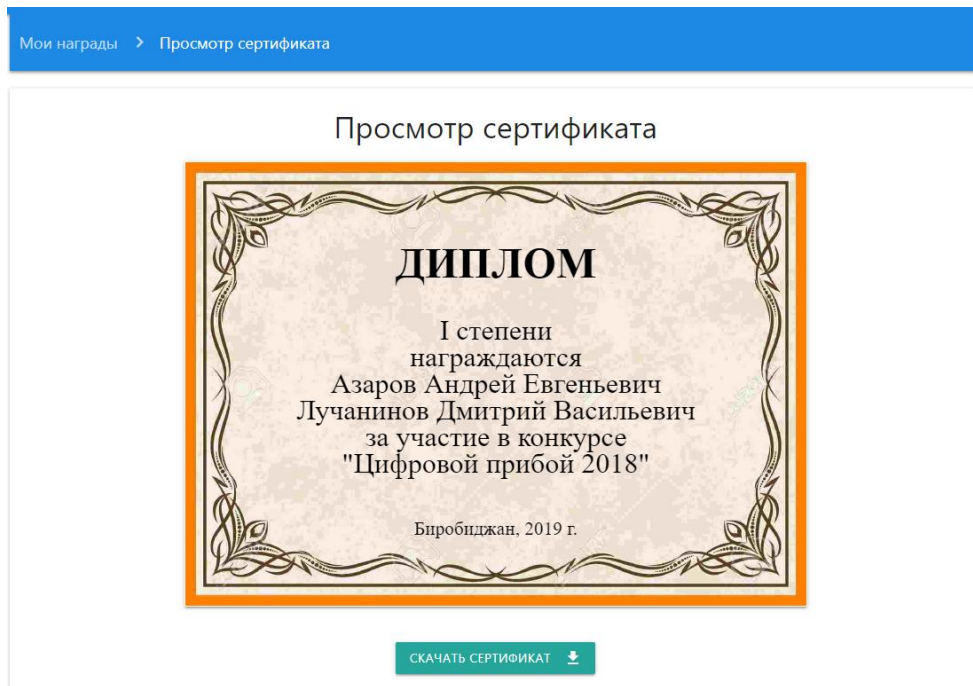 Мои награды > Просмотр сертификата
Просмотр сертификата
ДИПЛОМ
I степени
награждаются
Азаров Андрей Евгеньевич
Лучанинов Дмитрий Васильевич
за участие в конкурсе
"Цифровой прибой 2018"
Биробиджан, 2019 г.
СКАЧАТЬ СЕРТИФИКАТ